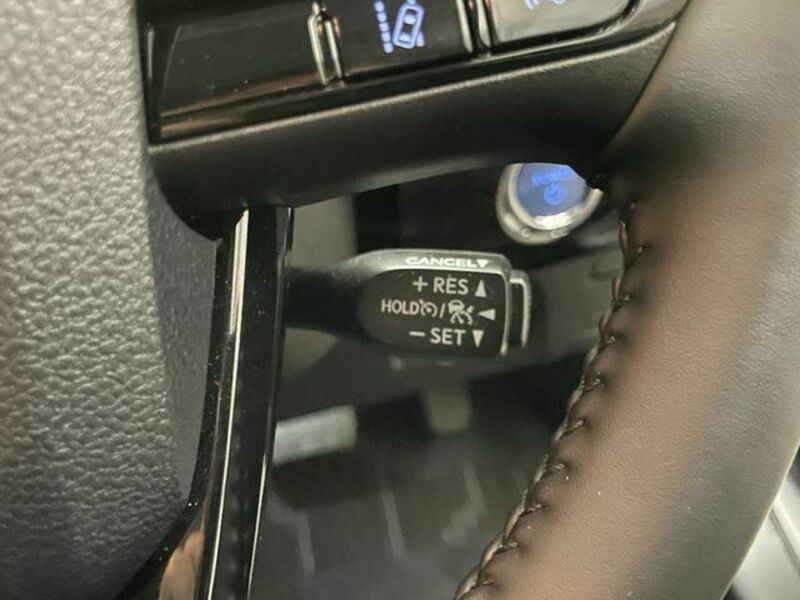 CANCEL▼
+ RES ▲
HOLD / ◄
− SET ▼